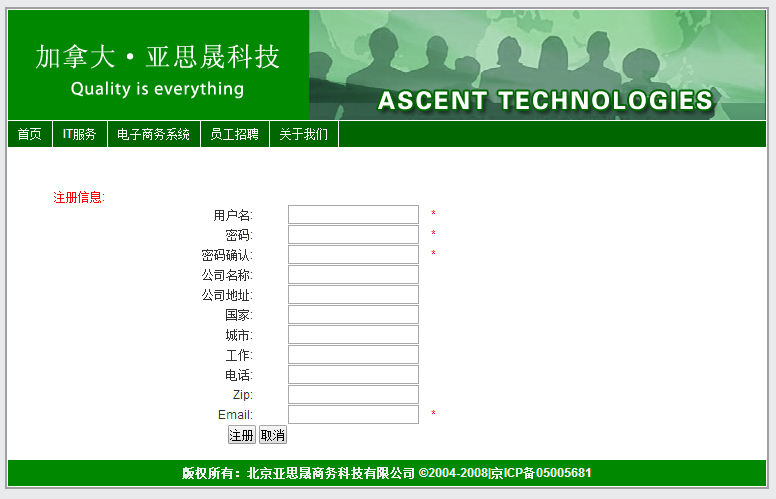 加拿大·亚思晟科技
Quality is everything
ASCENT TECHNOLOGIES
首页 IT服务 电子商务系统 员工招聘 关于我们
注册信息:
用户名: *
密码: *
密码确认: *
公司名称:
公司地址:
国家:
城市:
工作:
电话:
Zip:
Email: *
注册 取消
版权所有：北京亚思晟商务科技有限公司 ©2004-2008|京ICP备05005681